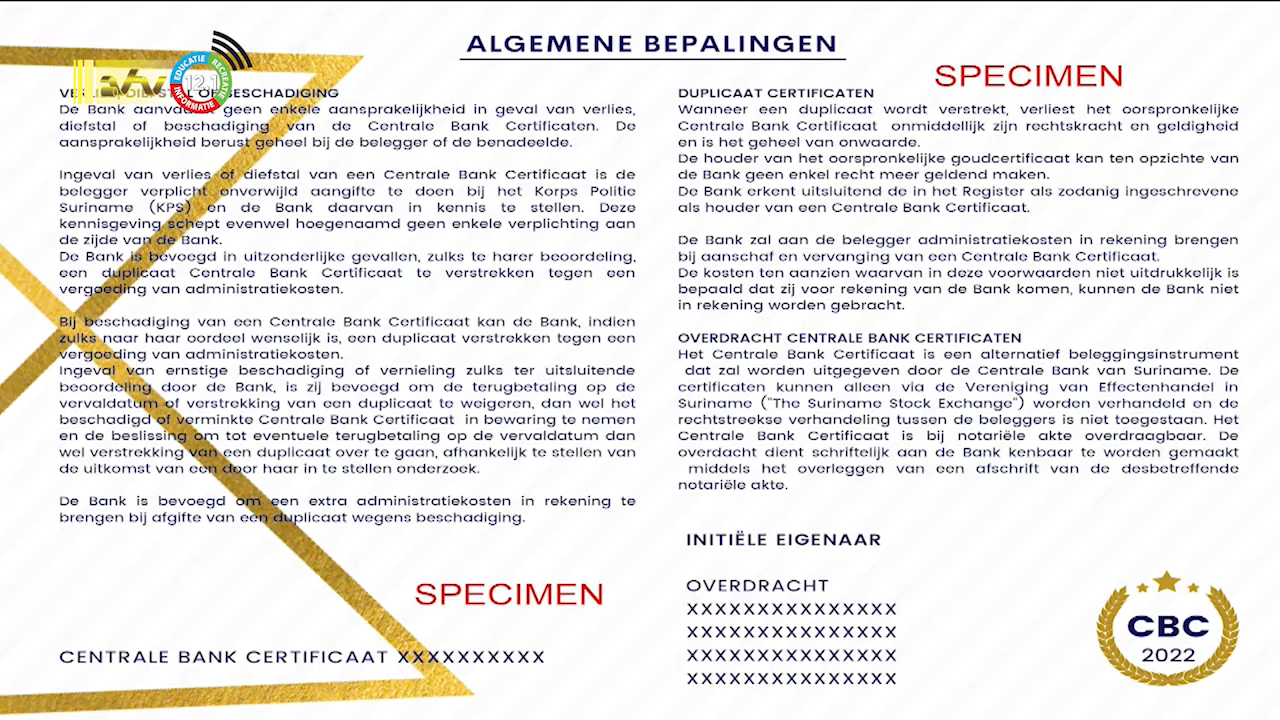 ALGEMENE BEPALINGEN
SPECIMEN
EDUCATIE
RECREATIE
INFORMATIE
12.1
OF BESCHADIGING
De Bank aanvaardt geen enkele aansprakelijkheid in geval van verlies,
diefstal of beschadiging van de Centrale Bank Certificaten. De
aansprakelijkheid berust geheel bij de belegger of de benadeelde.
Ingeval van verlies of diefstal van een Centrale Bank Certificaat is de
belegger verplicht onverwijld aangifte te doen bij het Korps Politie
Suriname (KPS) en de Bank daarvan in kennis te stellen. Deze
kennisgeving schept evenwel hoegenaamd geen enkele verplichting aan
de zijde van de Bank.
De Bank is bevoegd in uitzonderlijke gevallen, zulks te harer beoordeling,
een duplicaat Centrale Bank Certificaat te verstrekken tegen een
vergoeding van administratiekosten.
Bij beschadiging van een Centrale Bank Certificaat kan de Bank, indien
zulks naar haar oordeel wenselijk is, een duplicaat verstrekken tegen een
vergoeding van administratiekosten.
Ingeval van ernstige beschadiging of vernieling zulks ter uitsluitende
beoordeling door de Bank, is zij bevoegd om de terugbetaling op de
vervaldatum of verstrekking van een duplicaat te weigeren, dan wel het
beschadigd of verminkte Centrale Bank Certificaat in bewaring te nemen
en de beslissing om tot eventuele terugbetaling op de vervaldatum dan
wel verstrekking van een duplicaat over te gaan, afhankelijk te stellen van
de uitkomst van een door haar in te stellen onderzoek.
De Bank is bevoegd om een extra administratiekosten in rekening te
brengen bij afgifte van een duplicaat wegens beschadiging.
SPECIMEN
CENTRALE BANK CERTIFICAAT XXXXXXXXXX
DUPLICAAT CERTIFICATEN
Wanneer een duplicaat wordt verstrekt, verliest het oorspronkelijke
Centrale Bank Certificaat onmiddellijk zijn rechtskracht en geldigheid
en is het geheel van onwaarde.
De houder van het oorspronkelijke goudcertificaat kan ten opzichte van
de Bank geen enkel recht meer geldend maken.
De Bank erkent uitsluitend de in het Register als zodanig ingeschrevene
als houder van een Centrale Bank Certificaat.
De Bank zal aan de belegger administratiekosten in rekening brengen
bij aanschaf en vervanging van een Centrale Bank Certificaat.
De kosten ten aanzien waarvan in deze voorwaarden niet uitdrukkelijk is
bepaald dat zij voor rekening van de Bank komen, kunnen de Bank niet
in rekening worden gebracht.
OVERDRACHT CENTRALE BANK CERTIFICATEN
Het Centrale Bank Certificaat is een alternatief beleggingsinstrument
dat zal worden uitgegeven door de Centrale Bank van Suriname. De
certificaten kunnen alleen via de Vereniging van Effectenhandel in
Suriname ("The Suriname Stock Exchange") worden verhandeld en de
rechtstreekse verhandeling tussen de beleggers is niet toegestaan. Het
Centrale Bank Certificaat is bij notariële akte overdraagbaar. De
overdacht dient schriftelijk aan de Bank kenbaar te worden gemaakt
middels het overleggen van een afschrift van de desbetreffende
notariële akte.
INITIËLE EIGENAAR
OVERDRACHT
XXXXXXXXXXXXXXX
XXXXXXXXXXXXXXX
XXXXXXXXXXXXXXX
XXXXXXXXXXXXXXX
CBC
2022